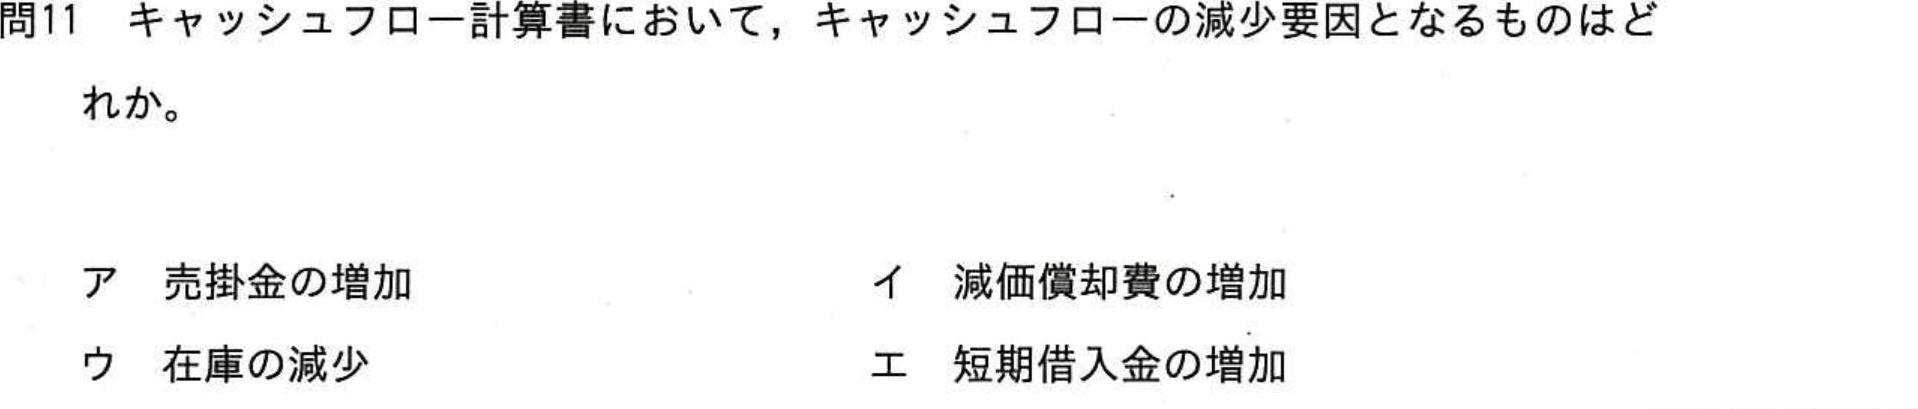 問11　キャッシュフロー計算書において，キャッシュフローの減少要因となるものはど
れか。
ア　売掛金の増加　イ　減価償却費の増加
ウ　在庫の減少　エ　短期借入金の増加